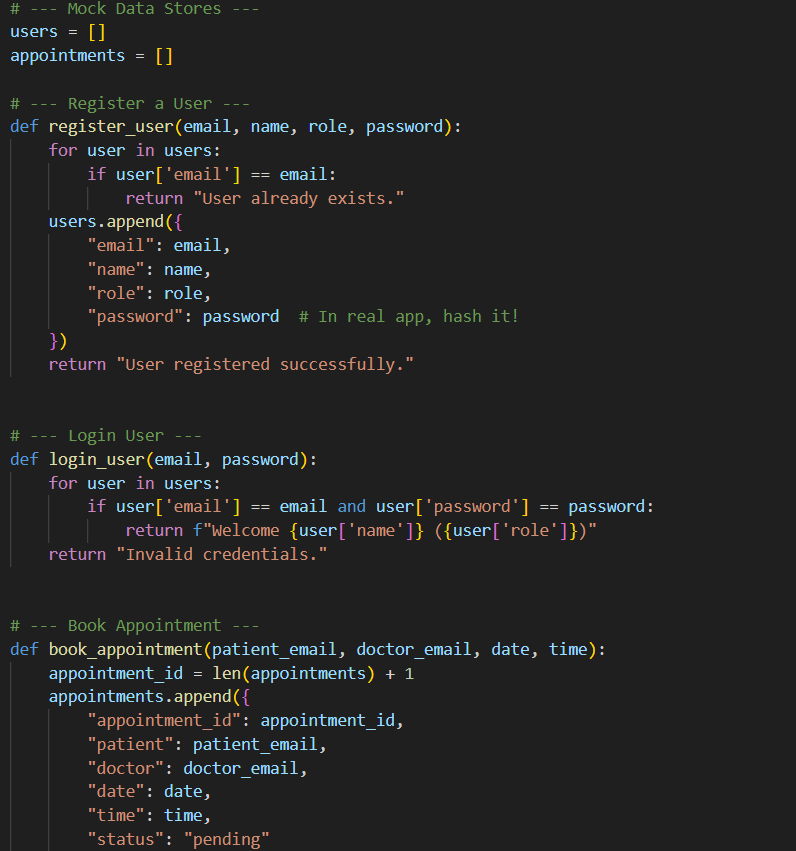 # --- Mock Data Stores ---
users = []
appointments = []

# --- Register a User ---
def register_user(email, name, role, password):
    for user in users:
        if user['email'] == email:
            return "User already exists."
    users.append({
        "email": email,
        "name": name,
        "role": role,
        "password": password  # In real app, hash it!
    })
    return "User registered successfully."


# --- Login User ---
def login_user(email, password):
    for user in users:
        if user['email'] == email and user['password'] == password:
            return f"Welcome {user['name']} ({user['role']})"
    return "Invalid credentials."


# --- Book Appointment ---
def book_appointment(patient_email, doctor_email, date, time):
    appointment_id = len(appointments) + 1
    appointments.append({
        "appointment_id": appointment_id,
        "patient": patient_email,
        "doctor": doctor_email,
        "date": date,
        "time": time,
        "status": "pending"